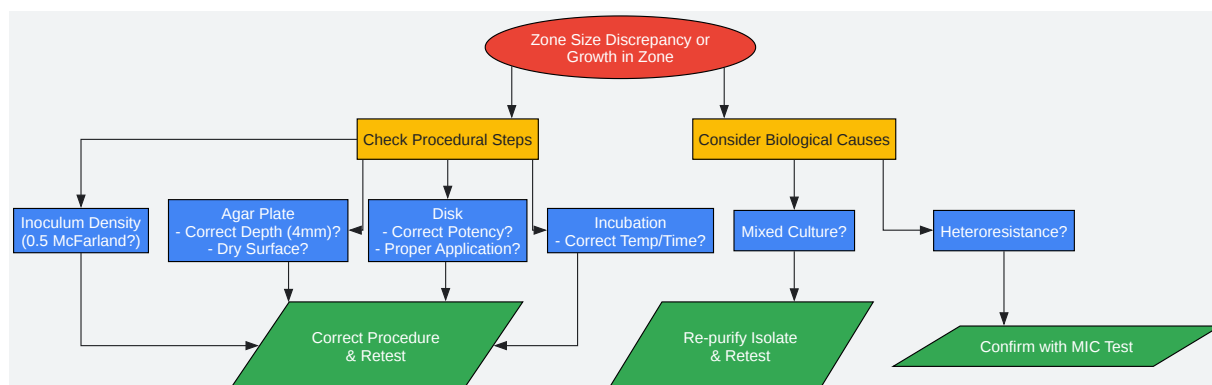 Zone Size Discrepancy or
Growth in Zone
Check Procedural Steps
Consider Biological Causes
Inoculum Density
(0.5 McFarland?)
Agar Plate
- Correct Depth (4mm)?
- Dry Surface?
Disk
- Correct Potency?
- Proper Application?
Incubation
- Correct Temp/Time?
Mixed Culture?
Heteroresistance?
Correct Procedure
& Retest
Re-purify Isolate
& Retest
Confirm with MIC Test